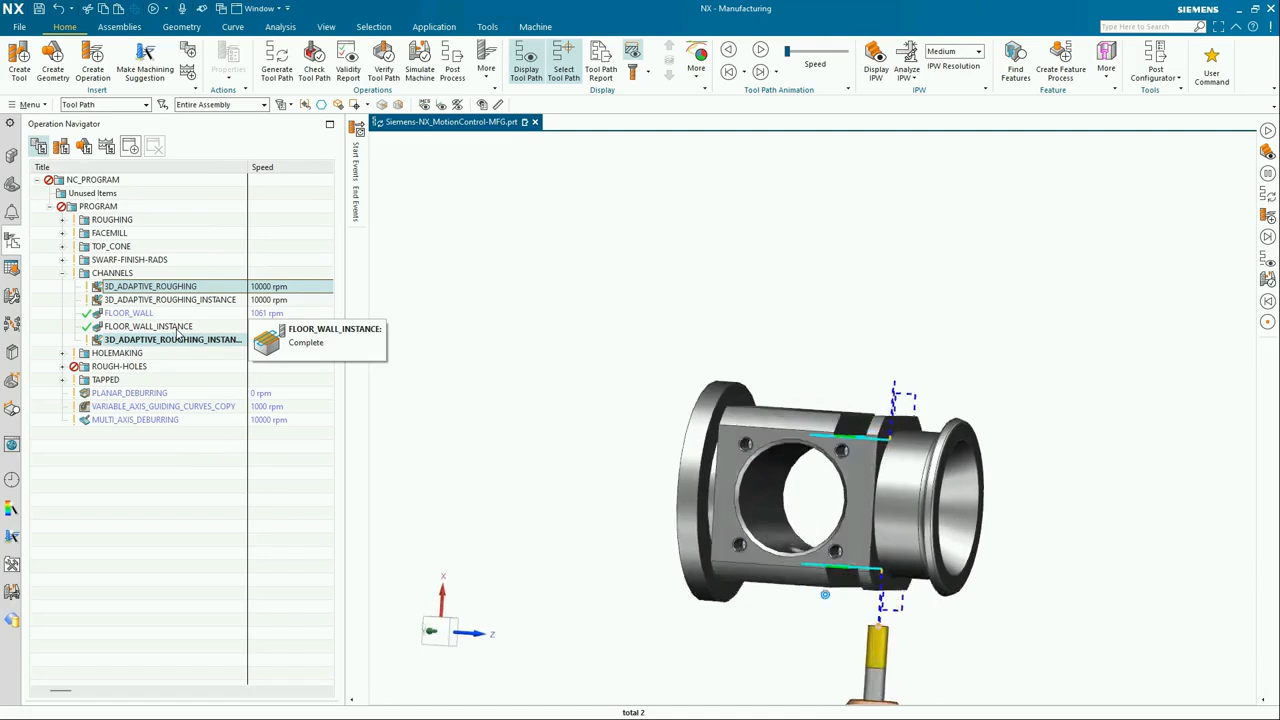 NX
Window
NX - Manufacturing
SIEMENS
File
Home
Assemblies
Geometry
Curve
Analysis
View
Selection
Application
Tools
Machine
Type Here to Search
Create Tool
Create Geometry
Create Operation
Make Machining Suggestion
Properties
Generate Tool Path
Check Tool Path
Validity Report
Verify Tool Path
Simulate Machine
Post Process
More
Display Tool Path
Select Tool Path
Tool Path Report
More
Speed
Display IPW
Analyze IPW
Medium
IPW Resolution
Find Features
Create Feature Process
More
Post Configurator
User Command
Insert
Actions
Operations
Display
Tool Path Animation
IPW
Feature
Tools
Menu
Tool Path
Entire Assembly
Operation Navigator
Siemens-NX_MotionControl-MFG.prt
Start Events
End Events
Title
Speed
NC_PROGRAM
Unused Items
PROGRAM
ROUGHING
FACEMILL
TOP_CONE
SWARF-FINISH-RADS
CHANNELS
3D_ADAPTIVE_ROUGHING 10000 rpm
3D_ADAPTIVE_ROUGHING_INSTANCE 10000 rpm
FLOOR_WALL 1061 rpm
FLOOR_WALL_INSTANCE
3D_ADAPTIVE_ROUGHING_INSTAN...
FLOOR_WALL_INSTANCE:
Complete
HOLEMAKING
ROUGH-HOLES
TAPPED
PLANAR_DEBURRING 0 rpm
VARIABLE_AXIS_GUIDING_CURVES_COPY 1000 rpm
MULTI_AXIS_DEBURRING 10000 rpm
X
Z
total 2